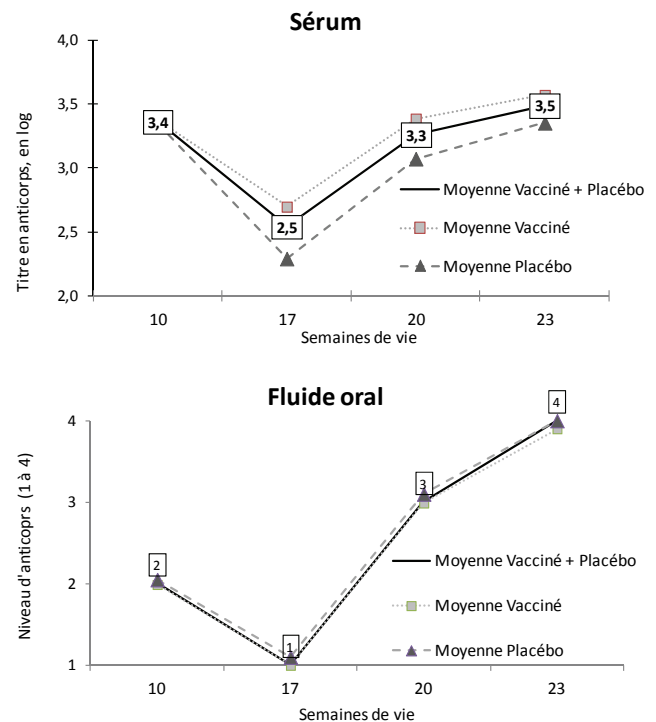 Sérum
4,0
3,5
3,0
2,5
2,0
Titre en anticorps, en log
3,4
2,5
3,3
3,5
Moyenne Vacciné + Placébo
Moyenne Vacciné
Moyenne Placébo
10 17 20 23
Semaines de vie
Fluide oral
4
3
2
1
Niveau d'anticoprs (1 à 4)
2
1
3
4
Moyenne Vacciné + Placébo
Moyenne Vacciné
Moyenne Placébo
10 17 20 23
Semaines de vie